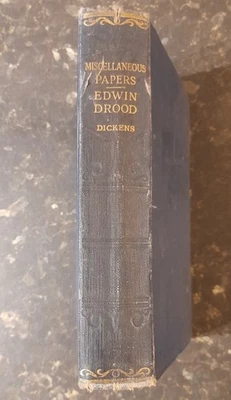 MISCELLANEOUS
PAPERS
EDWIN
DROOD
DICKENS